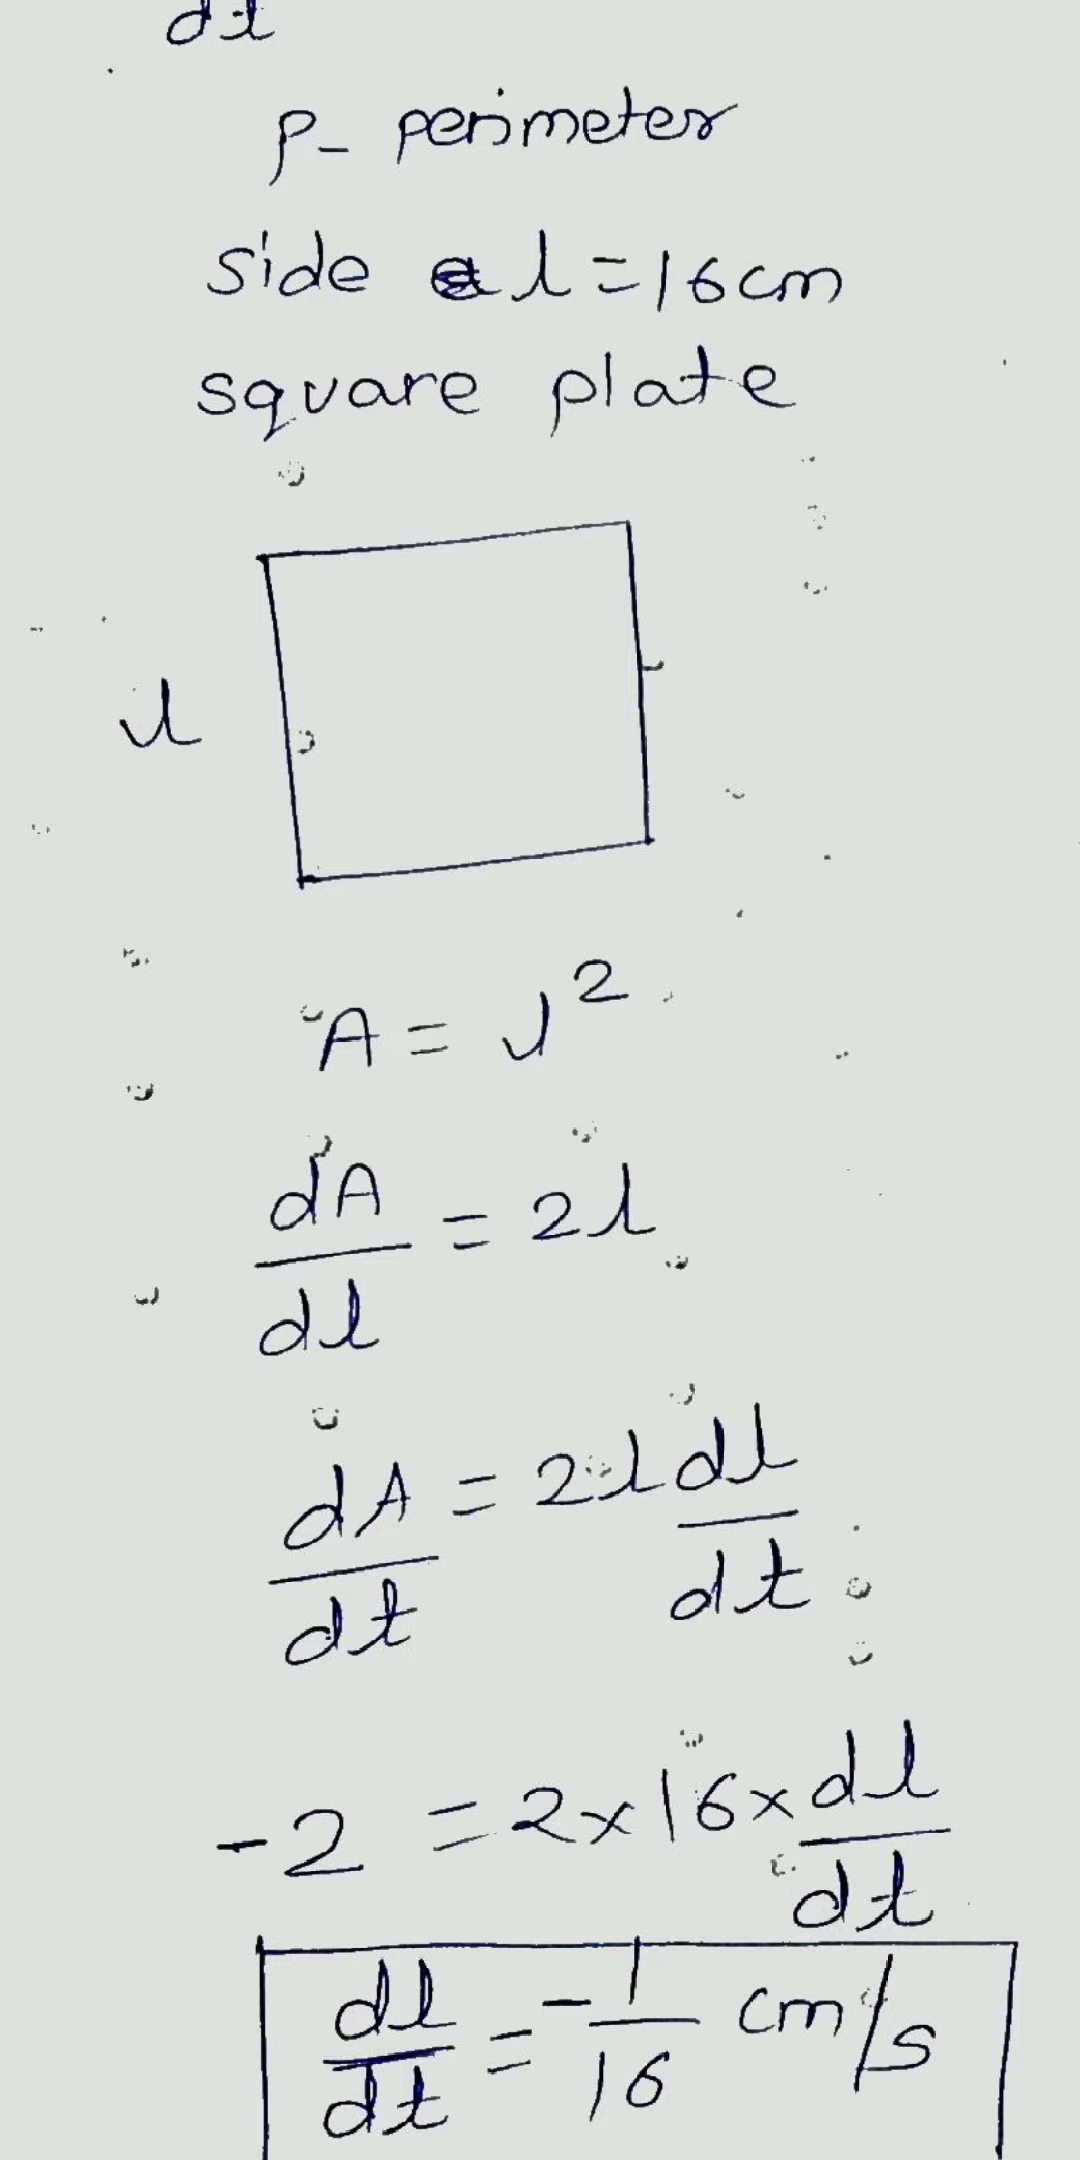 dt
P- perimeter
side l=16cm
square plate
l
A = l²
dA/dl = 2l
dA/dt = 2l dl/dt
-2 = 2×16× dl/dt
dl/dt = -1/16 cm/s